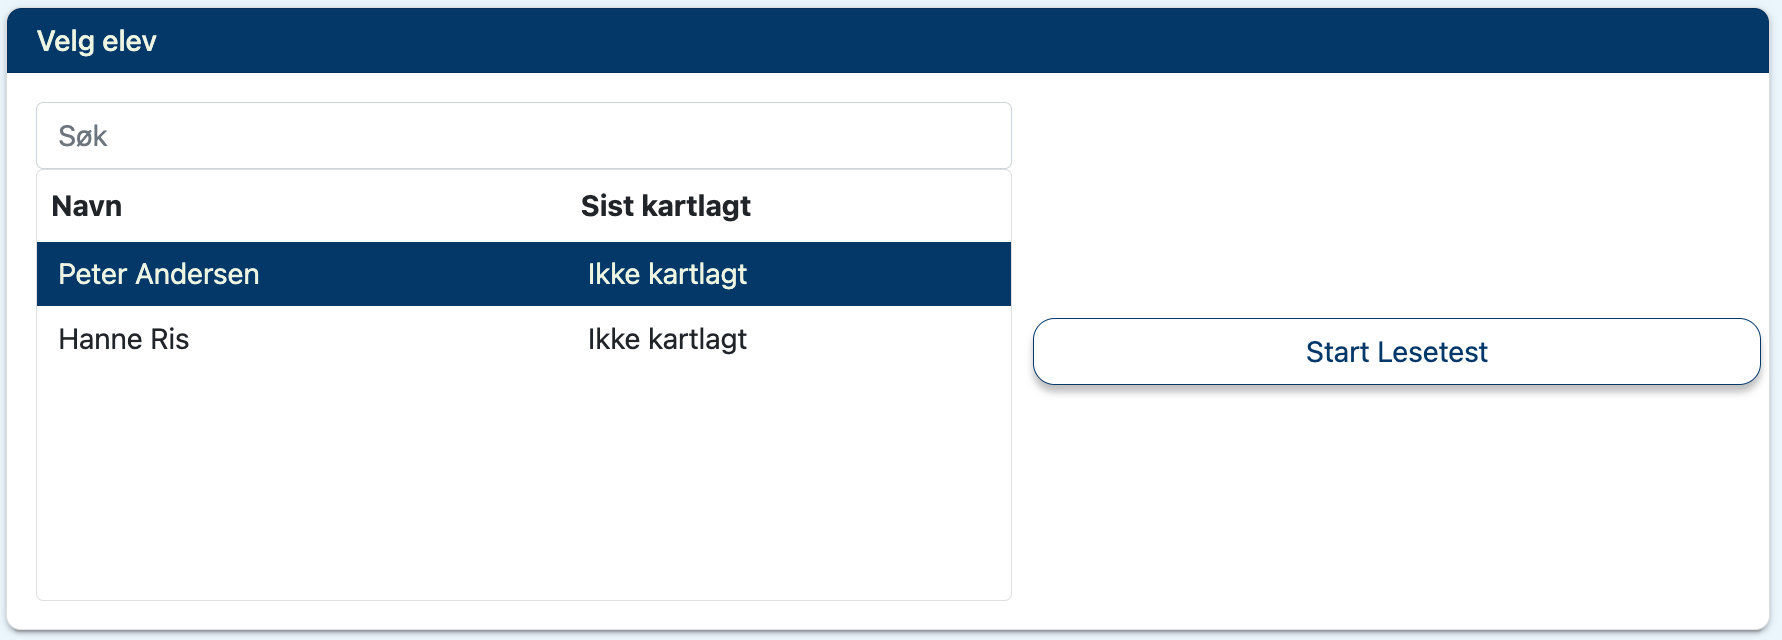 Velg elev
Søk
Navn Sist kartlagt
Peter Andersen Ikke kartlagt
Hanne Ris Ikke kartlagt
Start Lesetest